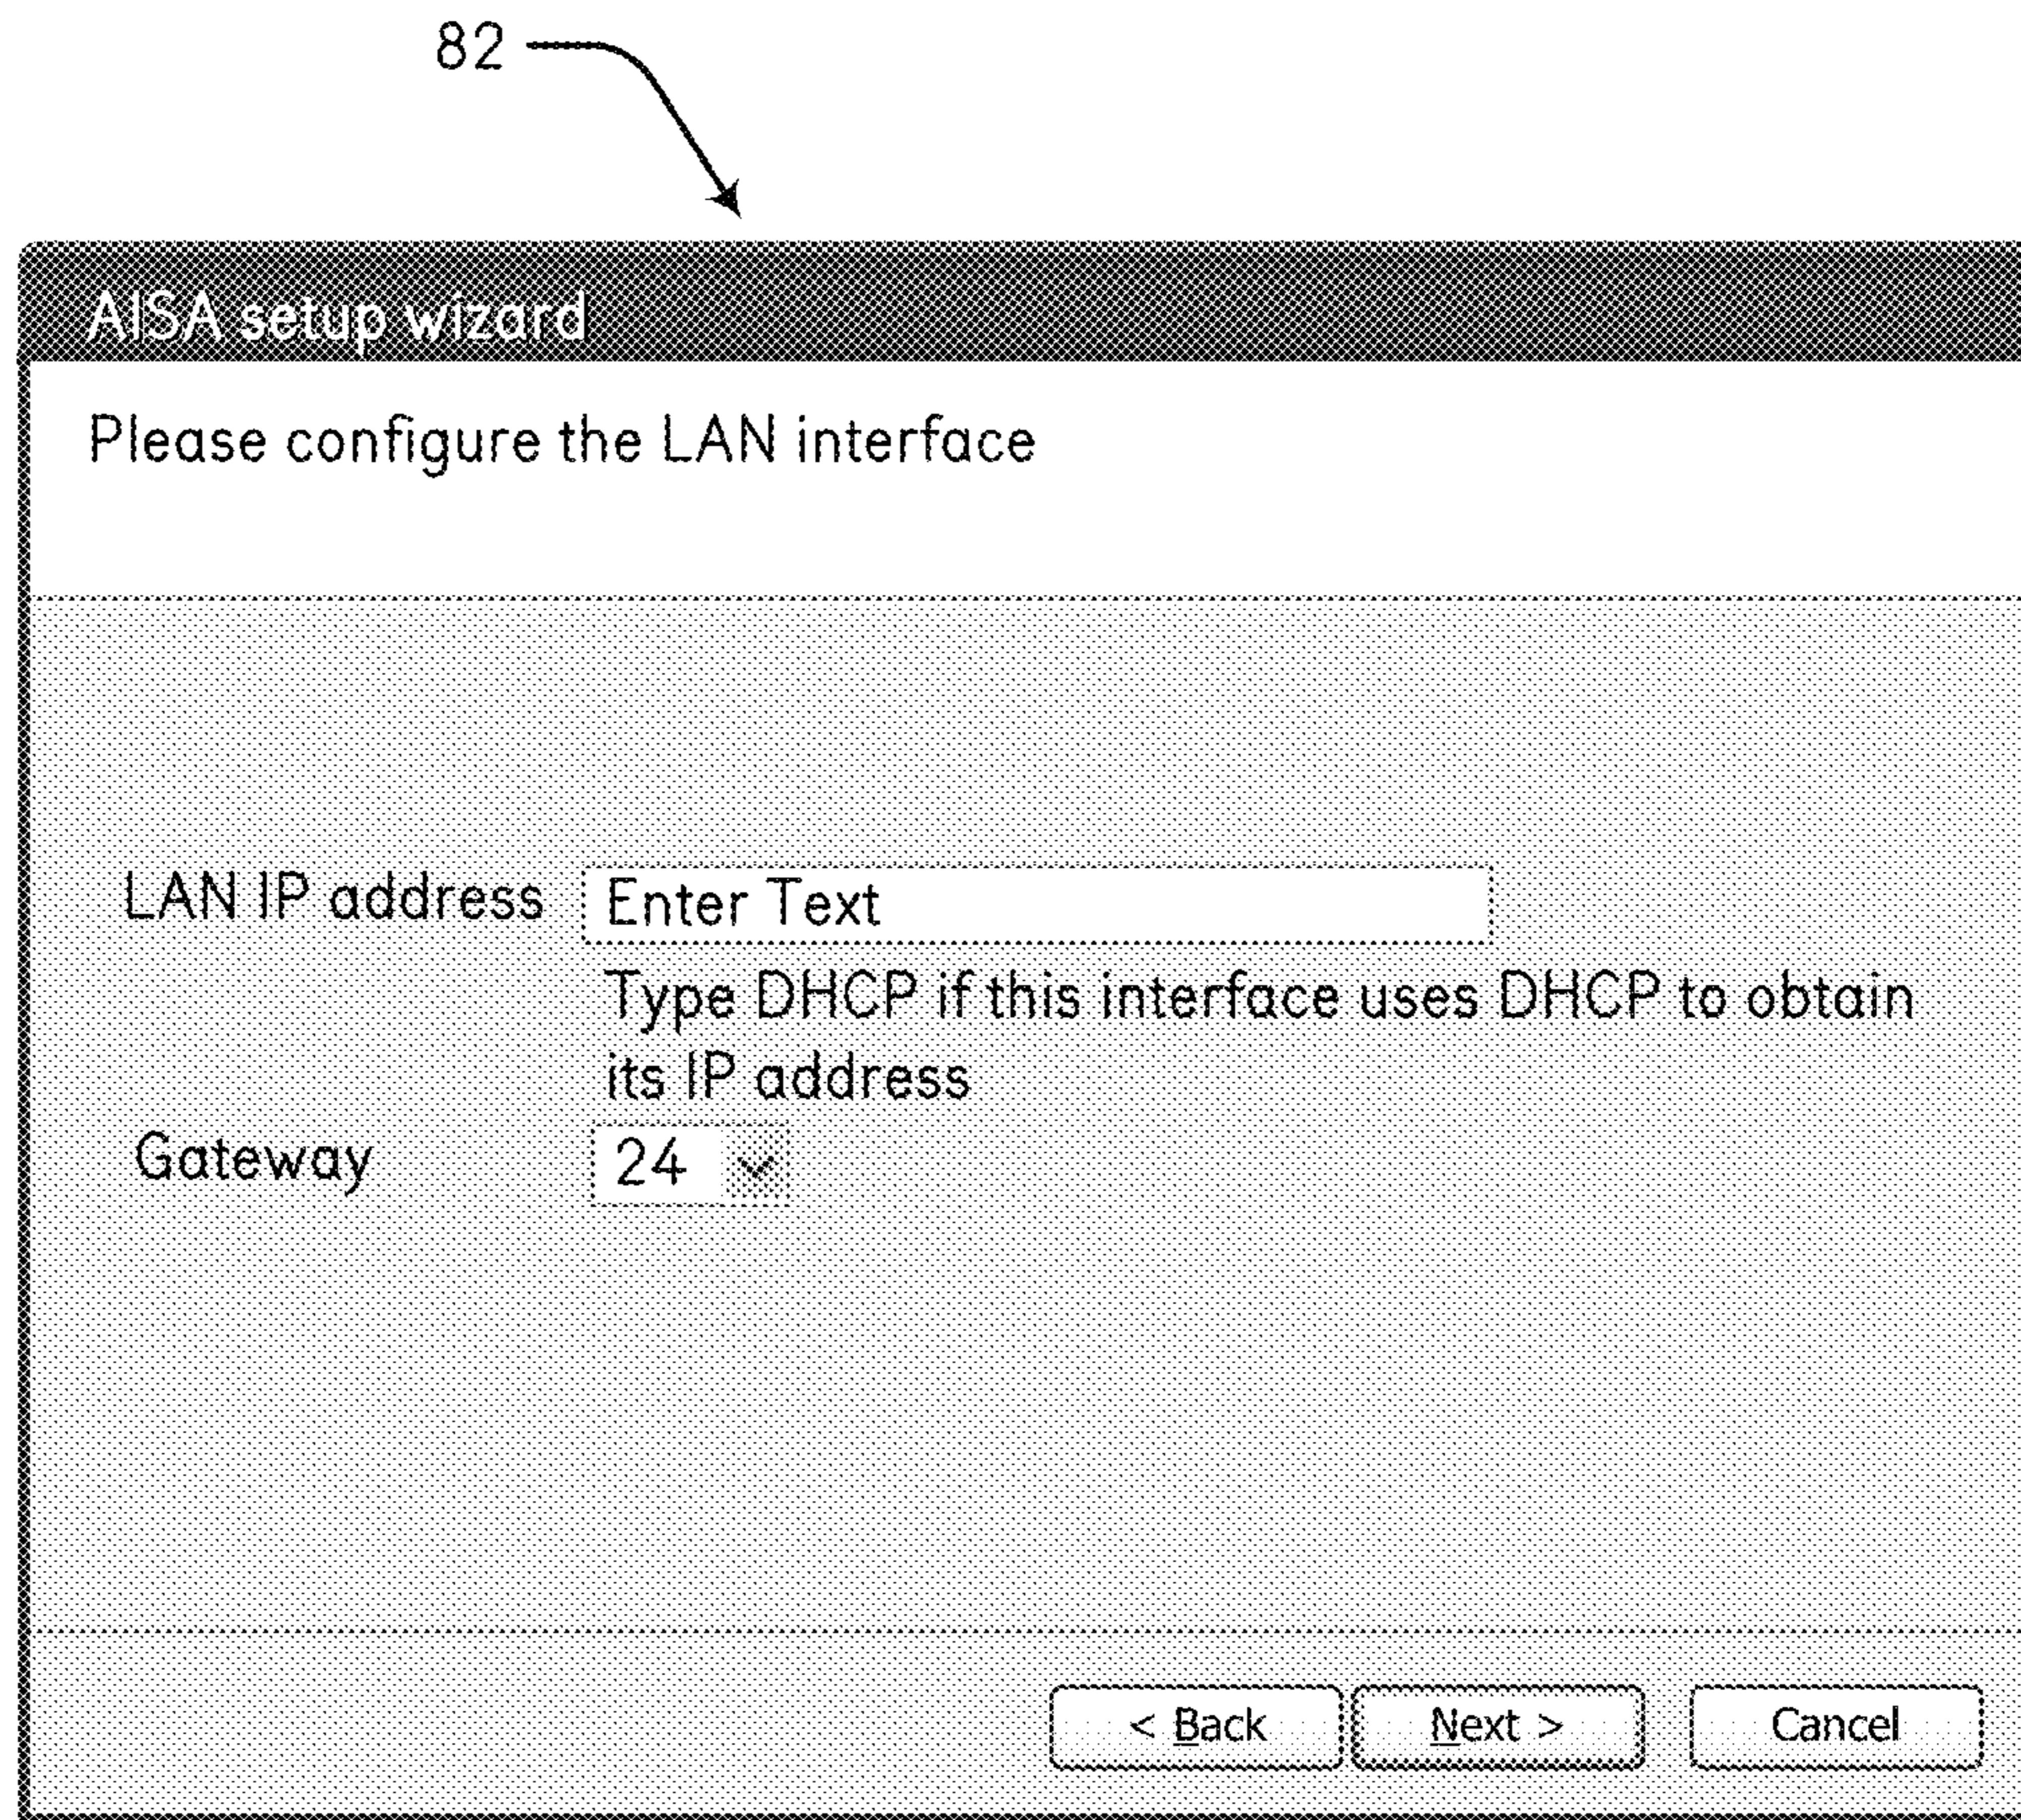 82
AISA setup wizard
Please configure the LAN interface
LAN IP address Enter Text
Type DHCP if this interface uses DHCP to obtain
its IP address
Gateway 24
< Back Next > Cancel